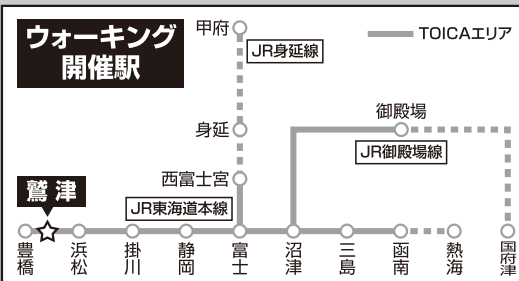 ウォーキング
開催駅
甲府
TOICAエリア
JR身延線
身延
御殿場
JR御殿場線
西富士宮
鷲津
JR東海道本線
豊橋
浜松
掛川
静岡
富士
沼津
三島
函南
熱海
国府津